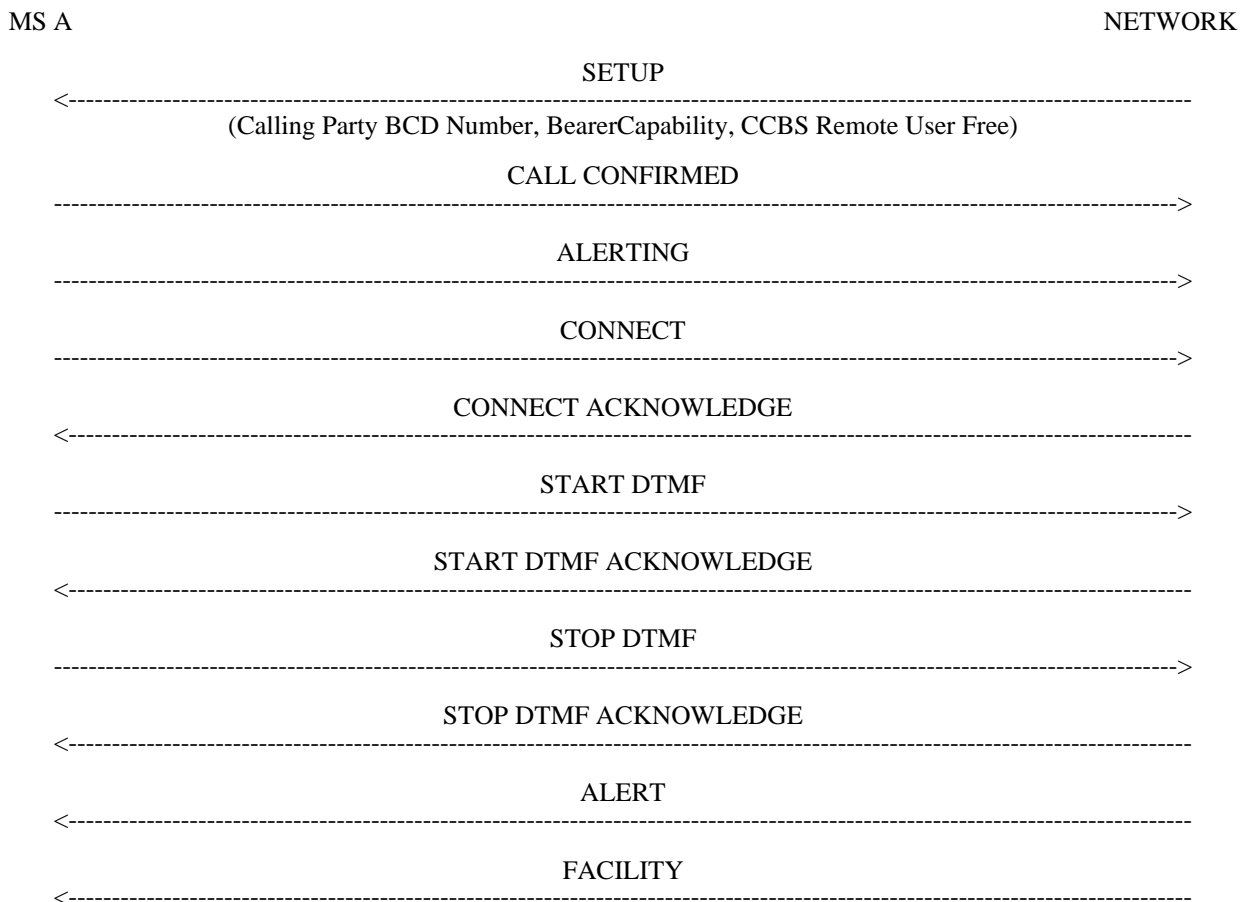 MS A NETWORK
SETUP
<------------------------------------------------------------------------------------------------------------------------------------
(Calling Party BCD Number, BearerCapability, CCBS Remote User Free)
CALL CONFIRMED
------------------------------------------------------------------------------------------------------------------------------------>
ALERTING
------------------------------------------------------------------------------------------------------------------------------------>
CONNECT
------------------------------------------------------------------------------------------------------------------------------------>
CONNECT ACKNOWLEDGE
<------------------------------------------------------------------------------------------------------------------------------------
START DTMF
------------------------------------------------------------------------------------------------------------------------------------>
START DTMF ACKNOWLEDGE
<------------------------------------------------------------------------------------------------------------------------------------
STOP DTMF
------------------------------------------------------------------------------------------------------------------------------------>
STOP DTMF ACKNOWLEDGE
<------------------------------------------------------------------------------------------------------------------------------------
ALERT
<------------------------------------------------------------------------------------------------------------------------------------
FACILITY
<------------------------------------------------------------------------------------------------------------------------------------